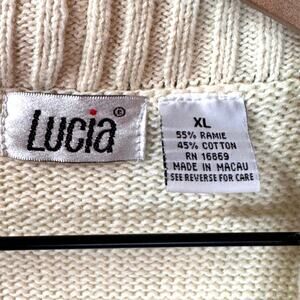 Lucia®
XL
55% RAMIE
45% COTTON
RN 16869
MADE IN MACAU
SEE REVERSE FOR CARE